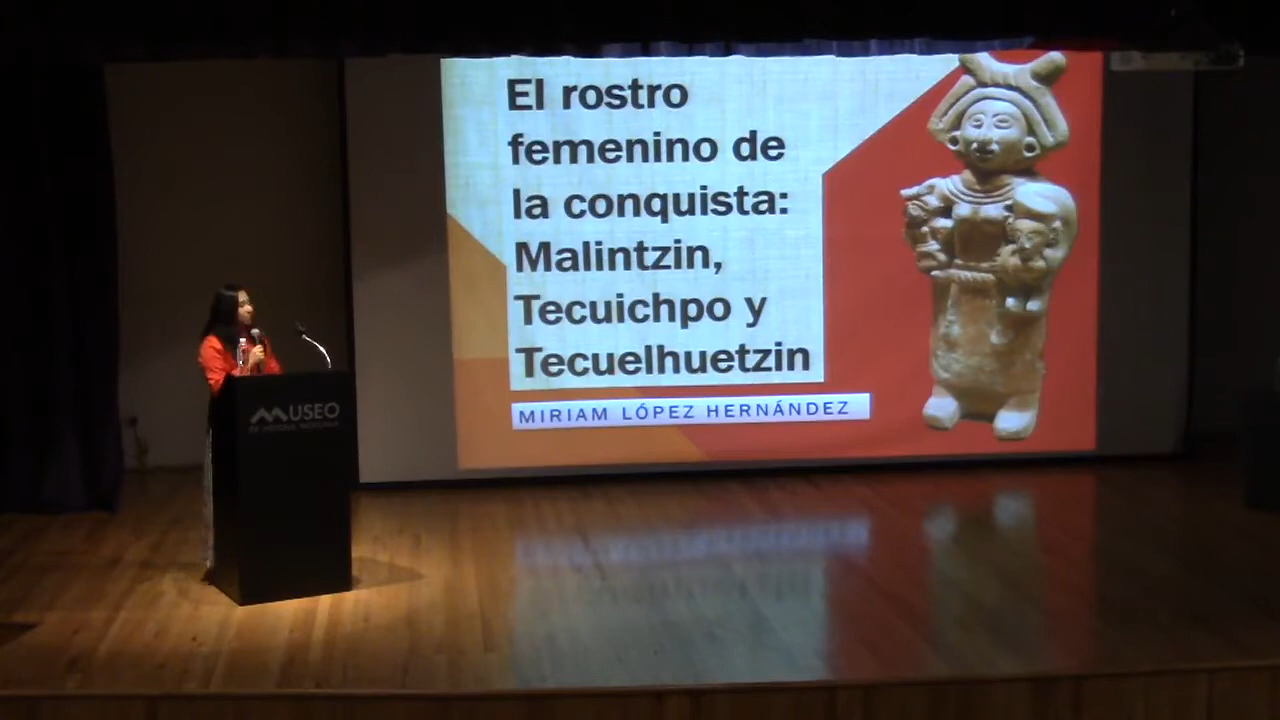 El rostro
femenino de
la conquista:
Malintzin,
Tecuichpo y
Tecuelhuetzin
MIRIAM LÓPEZ HERNÁNDEZ
MUSEO